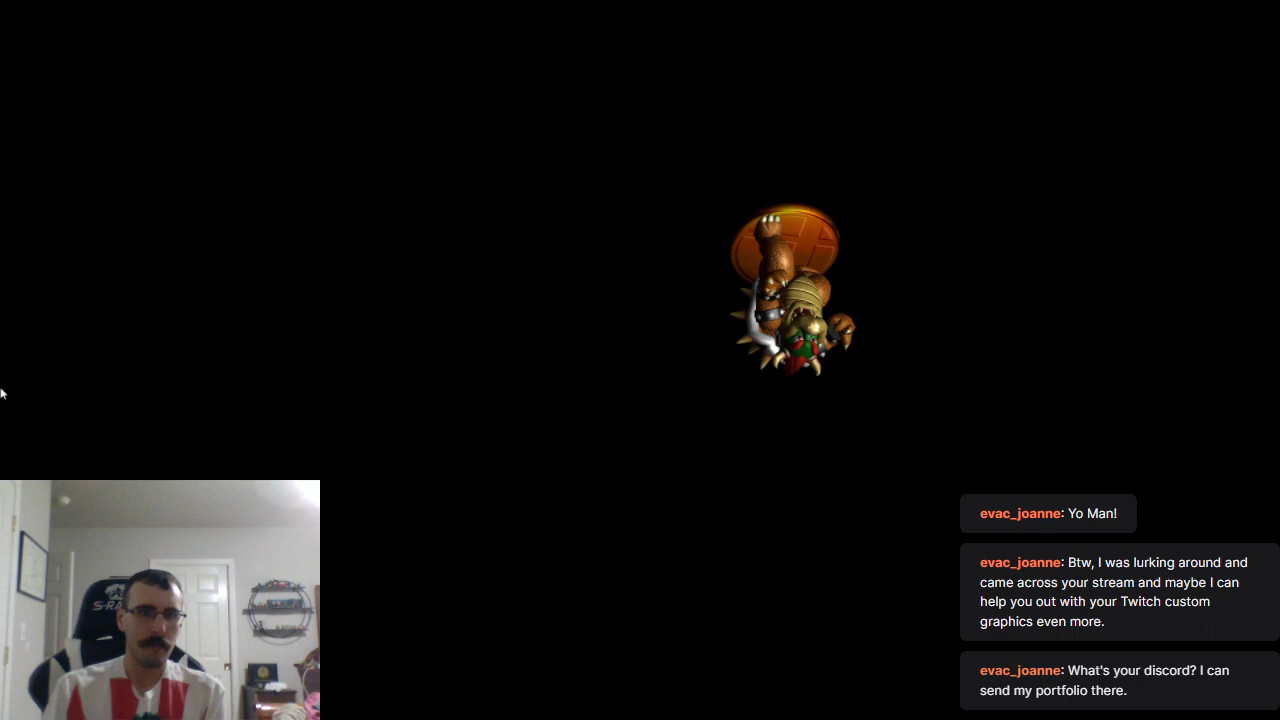 S-RA
evac_joanne: Yo Man!
evac_joanne: Btw, I was lurking around and
came across your stream and maybe I can
help you out with your Twitch custom
graphics even more.
evac_joanne: What's your discord? I can
send my portfolio there.